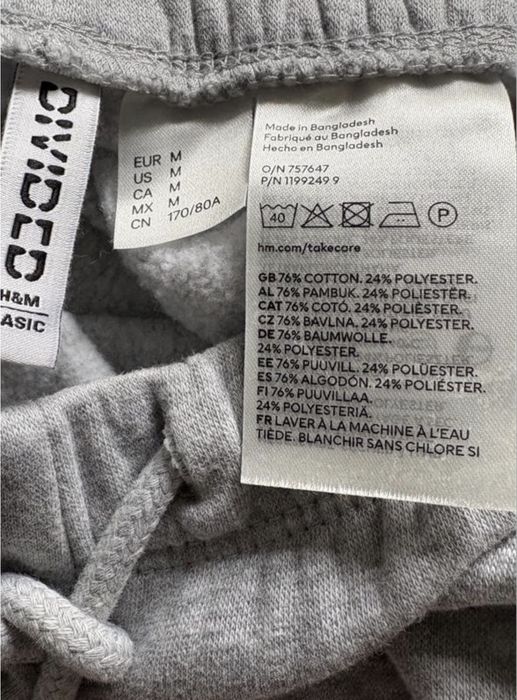 DIVIDED
H&M
ASIC
EUR M
US M
CA M
MX M
CN 170/80A
Made in Bangladesh
Fabriqué au Bangladesh
Hecho en Bangladesh
O/N 757647
P/N 1199249 9
40
P
hm.com/takecare
GB 76% COTTON. 24% POLYESTER.
AL 76% PAMBUK. 24% POLIESTËR.
CAT 76% COTÓ. 24% POLIÈSTER.
CZ 76% BAVLNA. 24% POLYESTER.
DE 76% BAUMWOLLE.
24% POLYESTER.
EE 76% PUUVILL. 24% POLÜESTER.
ES 76% ALGODÓN. 24% POLIÉSTER.
FI 76% PUUVILLAA.
24% POLYESTERIÄ.
FR LAVER À LA MACHINE À L'EAU
TIÈDE. BLANCHIR SANS CHLORE SI